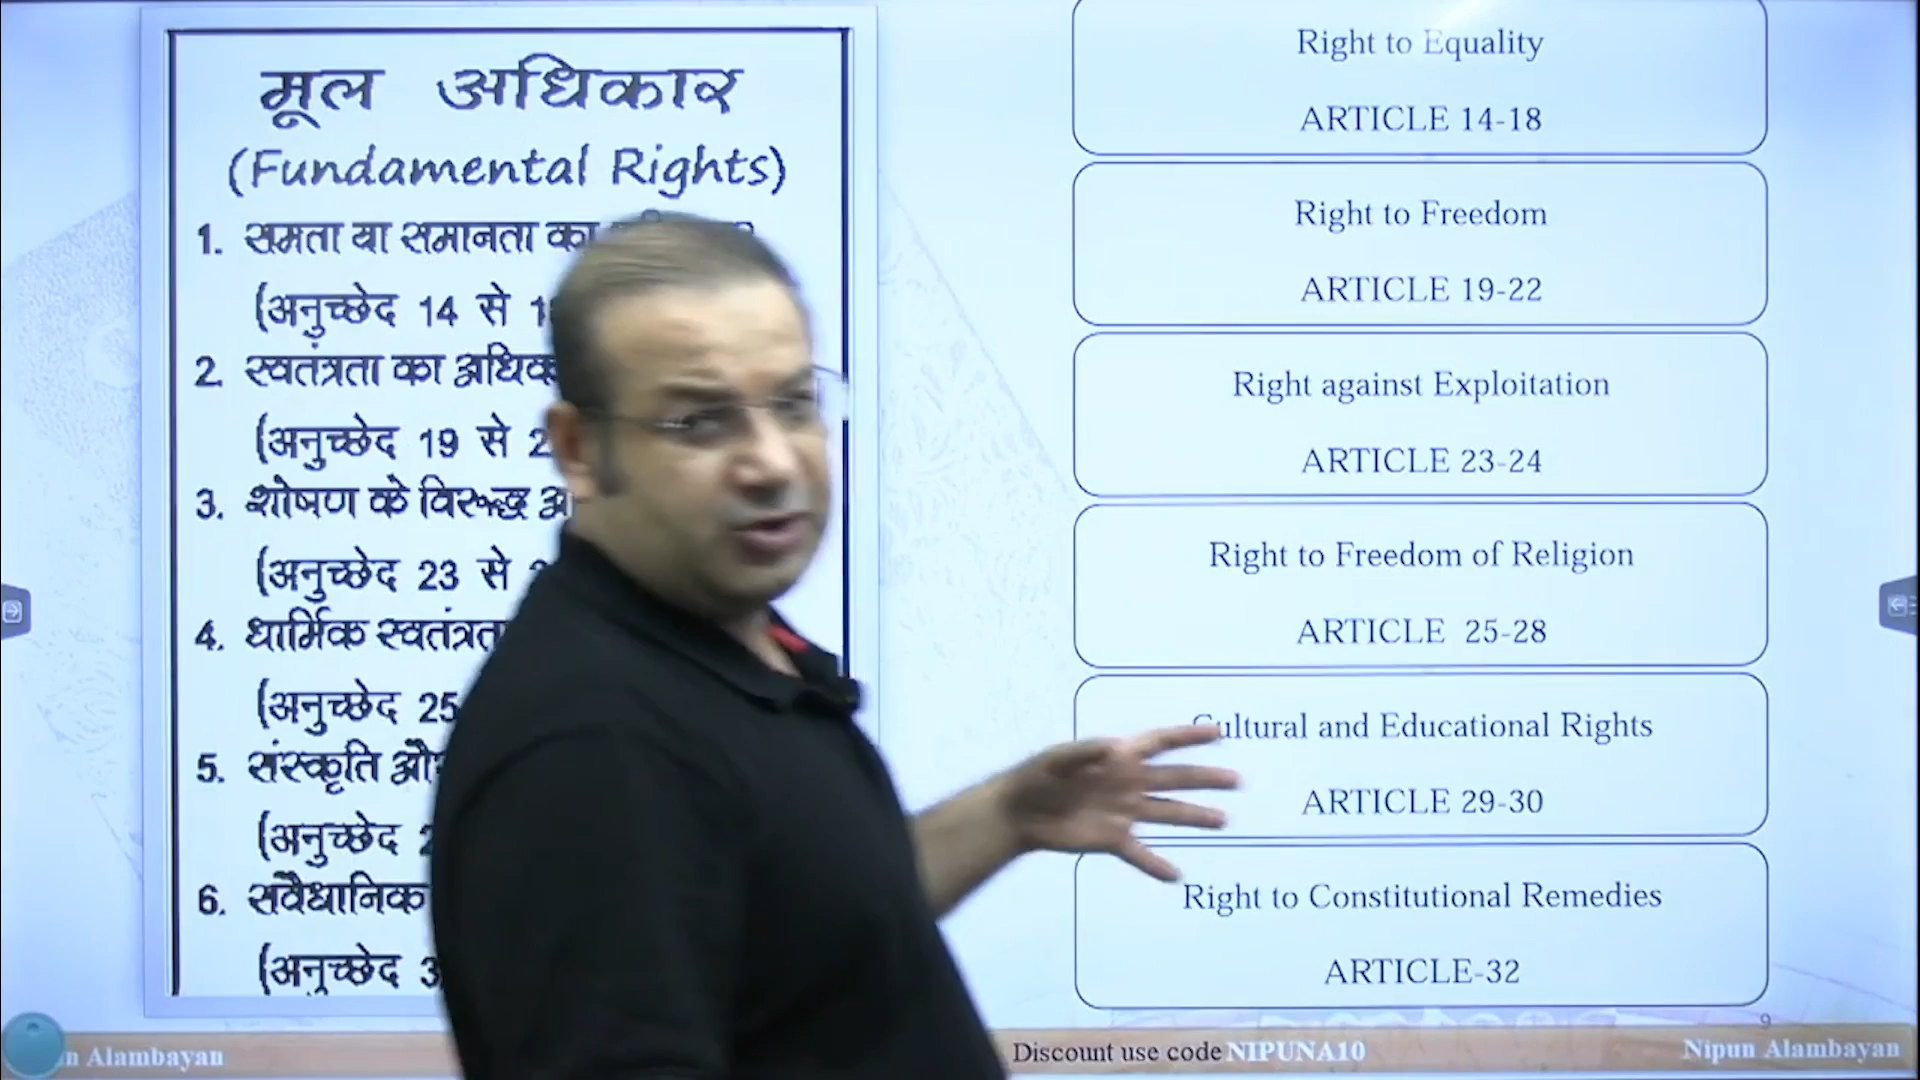 मूल अधिकार
(Fundamental Rights)
1. समता या समानता का
(अनुच्छेद 14 से
2. स्वतंत्रता का
(अनुच्छेद 19 से
3. शोषण के विरूद्ध
(अनुच्छेद 23 से
4. धार्मिक
(अनुच्छेद 25
5. संस्कृति
(अनुच्छेद
6. सवैधानिक
(अनुच्छेद
Right to Equality
ARTICLE 14-18
Right to Freedom
ARTICLE 19-22
Right against Exploitation
ARTICLE 23-24
Right to Freedom of Religion
ARTICLE 25-28
Cultural and Educational Rights
ARTICLE 29-30
Right to Constitutional Remedies
ARTICLE-32
9
Alambayan
Discount use code NIPUNA10
Nipun Alambayan